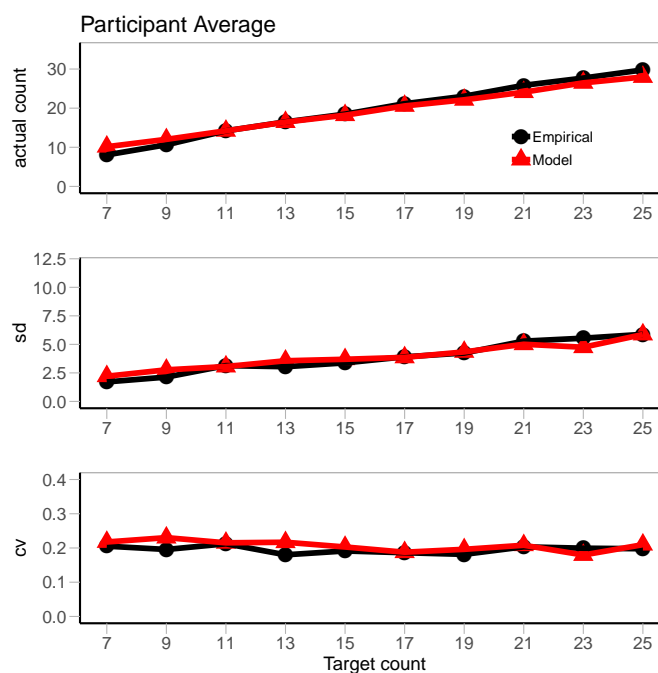 Participant Average
actual count
30
20
10
0
Empirical
Model
7 9 11 13 15 17 19 21 23 25
sd
12.5
10.0
7.5
5.0
2.5
0.0
7 9 11 13 15 17 19 21 23 25
cv
0.4
0.3
0.2
0.1
0.0
7 9 11 13 15 17 19 21 23 25
Target count